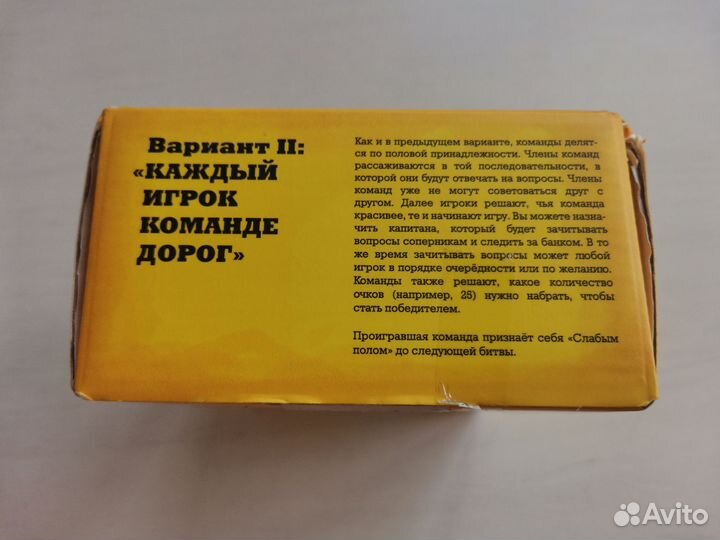 Вариант II:
«КАЖДЫЙ
ИГРОК
КОМАНДЕ
ДОРОГ»
Как и в предыдущем варианте, команды делят-
ся по половой принадлежности. Члены команд
рассаживаются в той последовательности, в
которой они будут отвечать на вопросы. Члены
команд уже не могут советоваться друг с
другом. Далее игроки решают, чья команда
красивее, те и начинают игру. Вы можете назна-
чить капитана, который будет зачитывать
вопросы соперникам и следить за банком. В то
же время зачитывать вопросы может любой
игрок в порядке очерёдности или по желанию.
Команды также решают, какое количество
очков (например, 25) нужно набрать, чтобы
стать победителем.
Проигравшая команда признаёт себя «Слабым
полом» до следующей битвы.
Avito